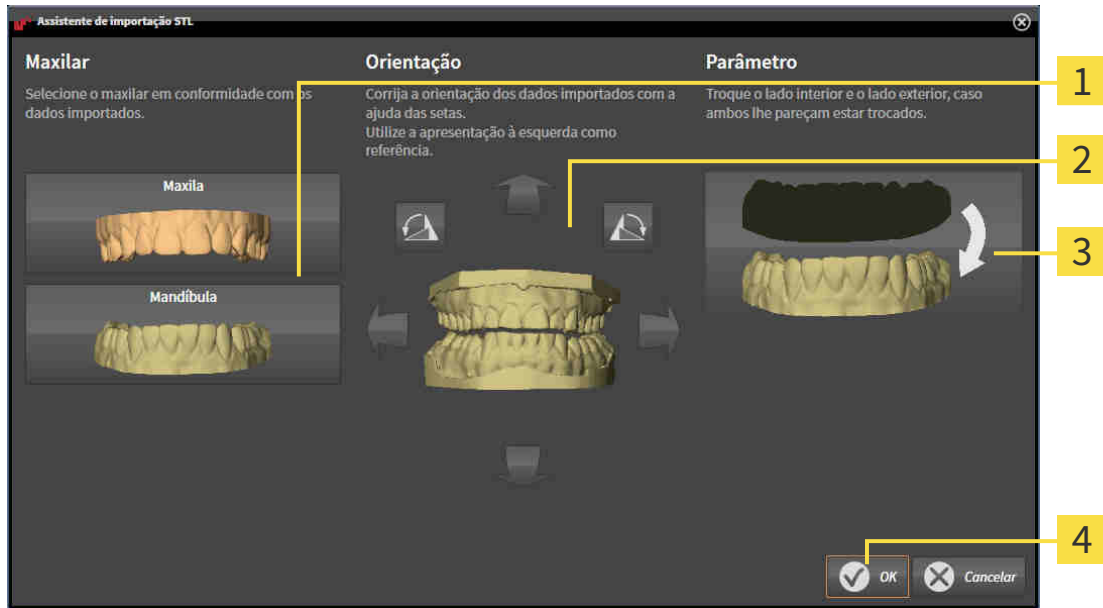 Assistente de importação STL
Maxilar
Selecione o maxilar em conformidade com os
dados importados.
Maxila
Mandíbula
Orientação
Corrija a orientação dos dados importados com a
ajuda das setas.
Utilize a apresentação à esquerda como
referência.
Parâmetro
Troque o lado interior e o lado exterior, caso
ambos lhe pareçam estar trocados.
OK
Cancelar
1
2
3
4